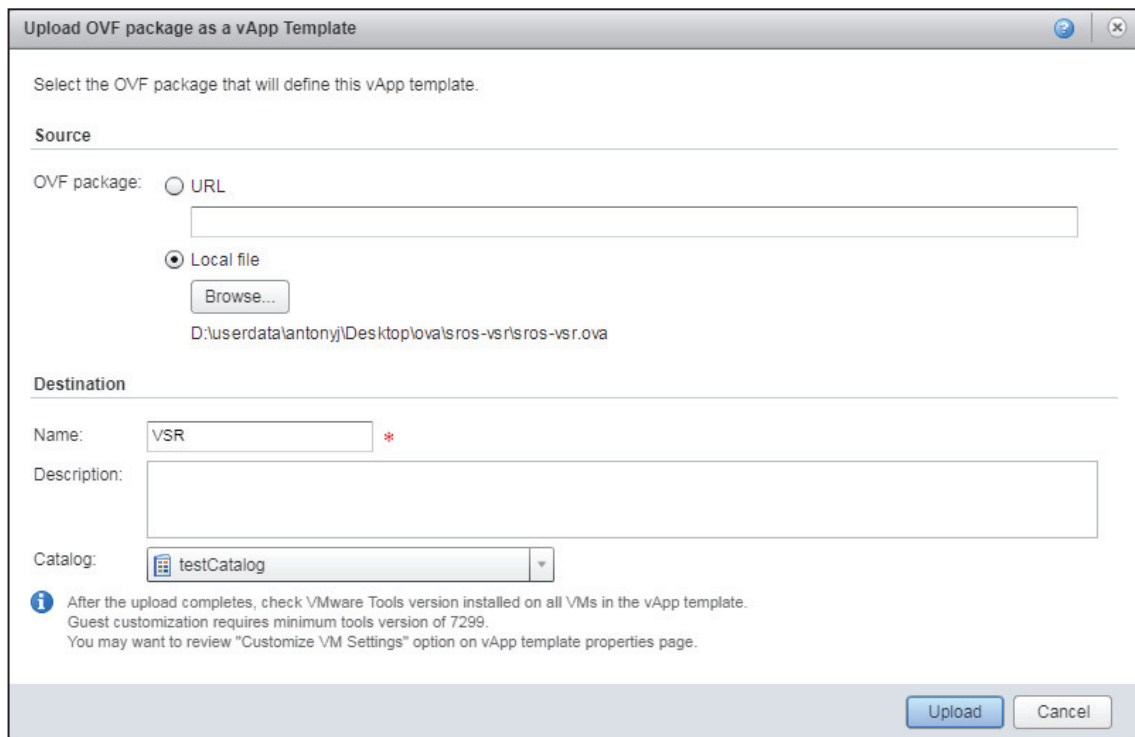 Upload OVF package as a vApp Template
Select the OVF package that will define this vApp template.
Source
OVF package: URL
Local file
Browse...
D:\userdata\antonyj\Desktop\ova\sros-vsr\sros-vsr.ova
Destination
Name: VSR *
Description:
Catalog: testCatalog
After the upload completes, check VMware Tools version installed on all VMs in the vApp template.
Guest customization requires minimum tools version of 7299.
You may want to review "Customize VM Settings" option on vApp template properties page.
Upload Cancel